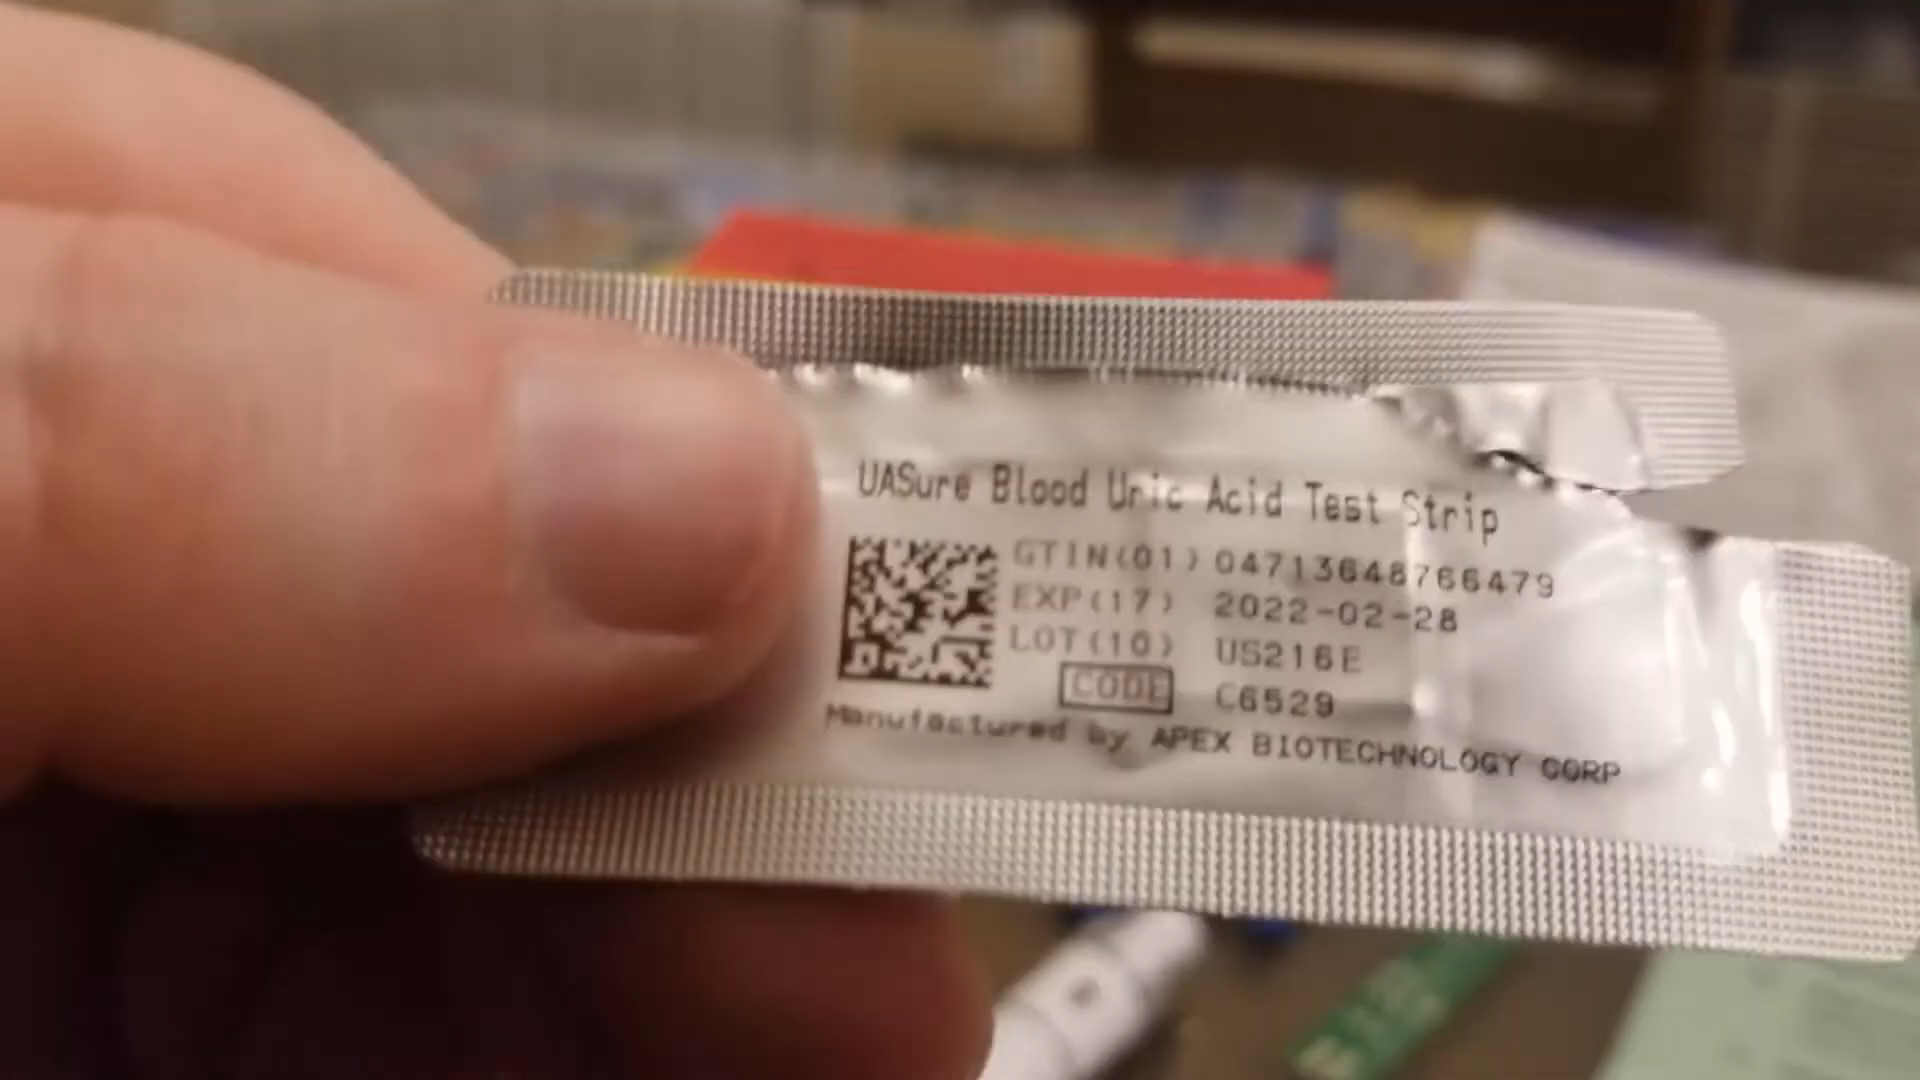 UASure Blood Uric Acid Test Strip
GTIN(01) 04713648766479
EXP(17) 2022-02-28
LOT(10) US216E
CODE C6529
Manufactured by APEX BIOTECHNOLOGY CORP